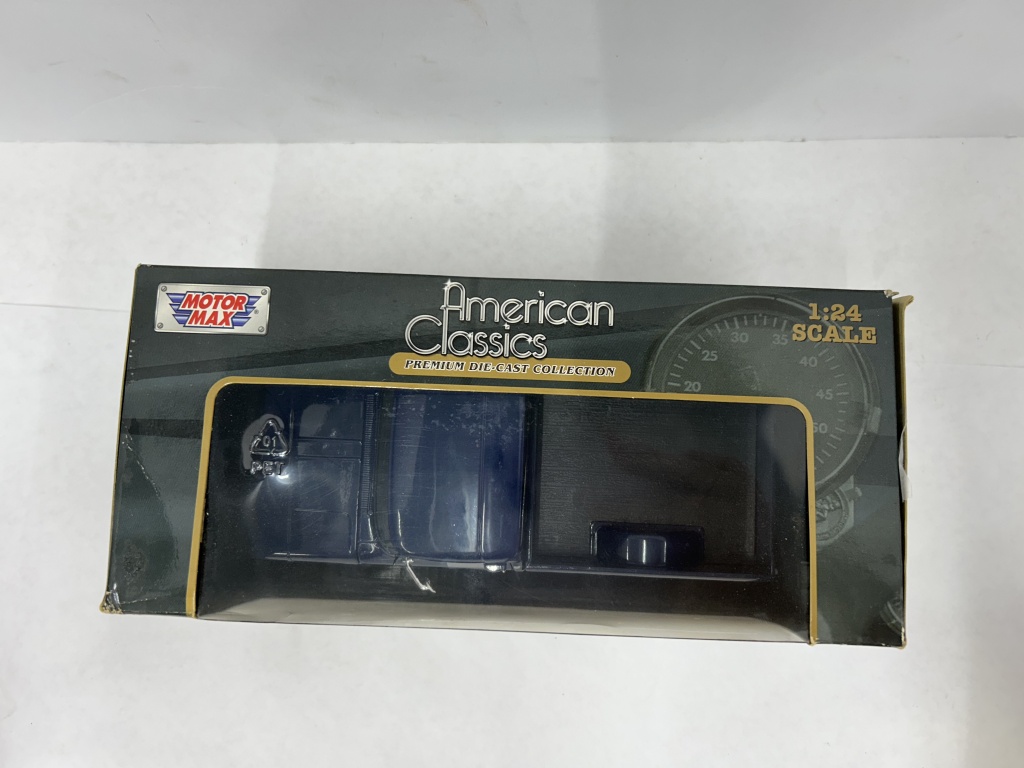 MOTOR
MAX
American
Classics
PREMIUM DIE-CAST COLLECTION
1:24
SCALE
20
25
30
35
40
45
50
01
PET